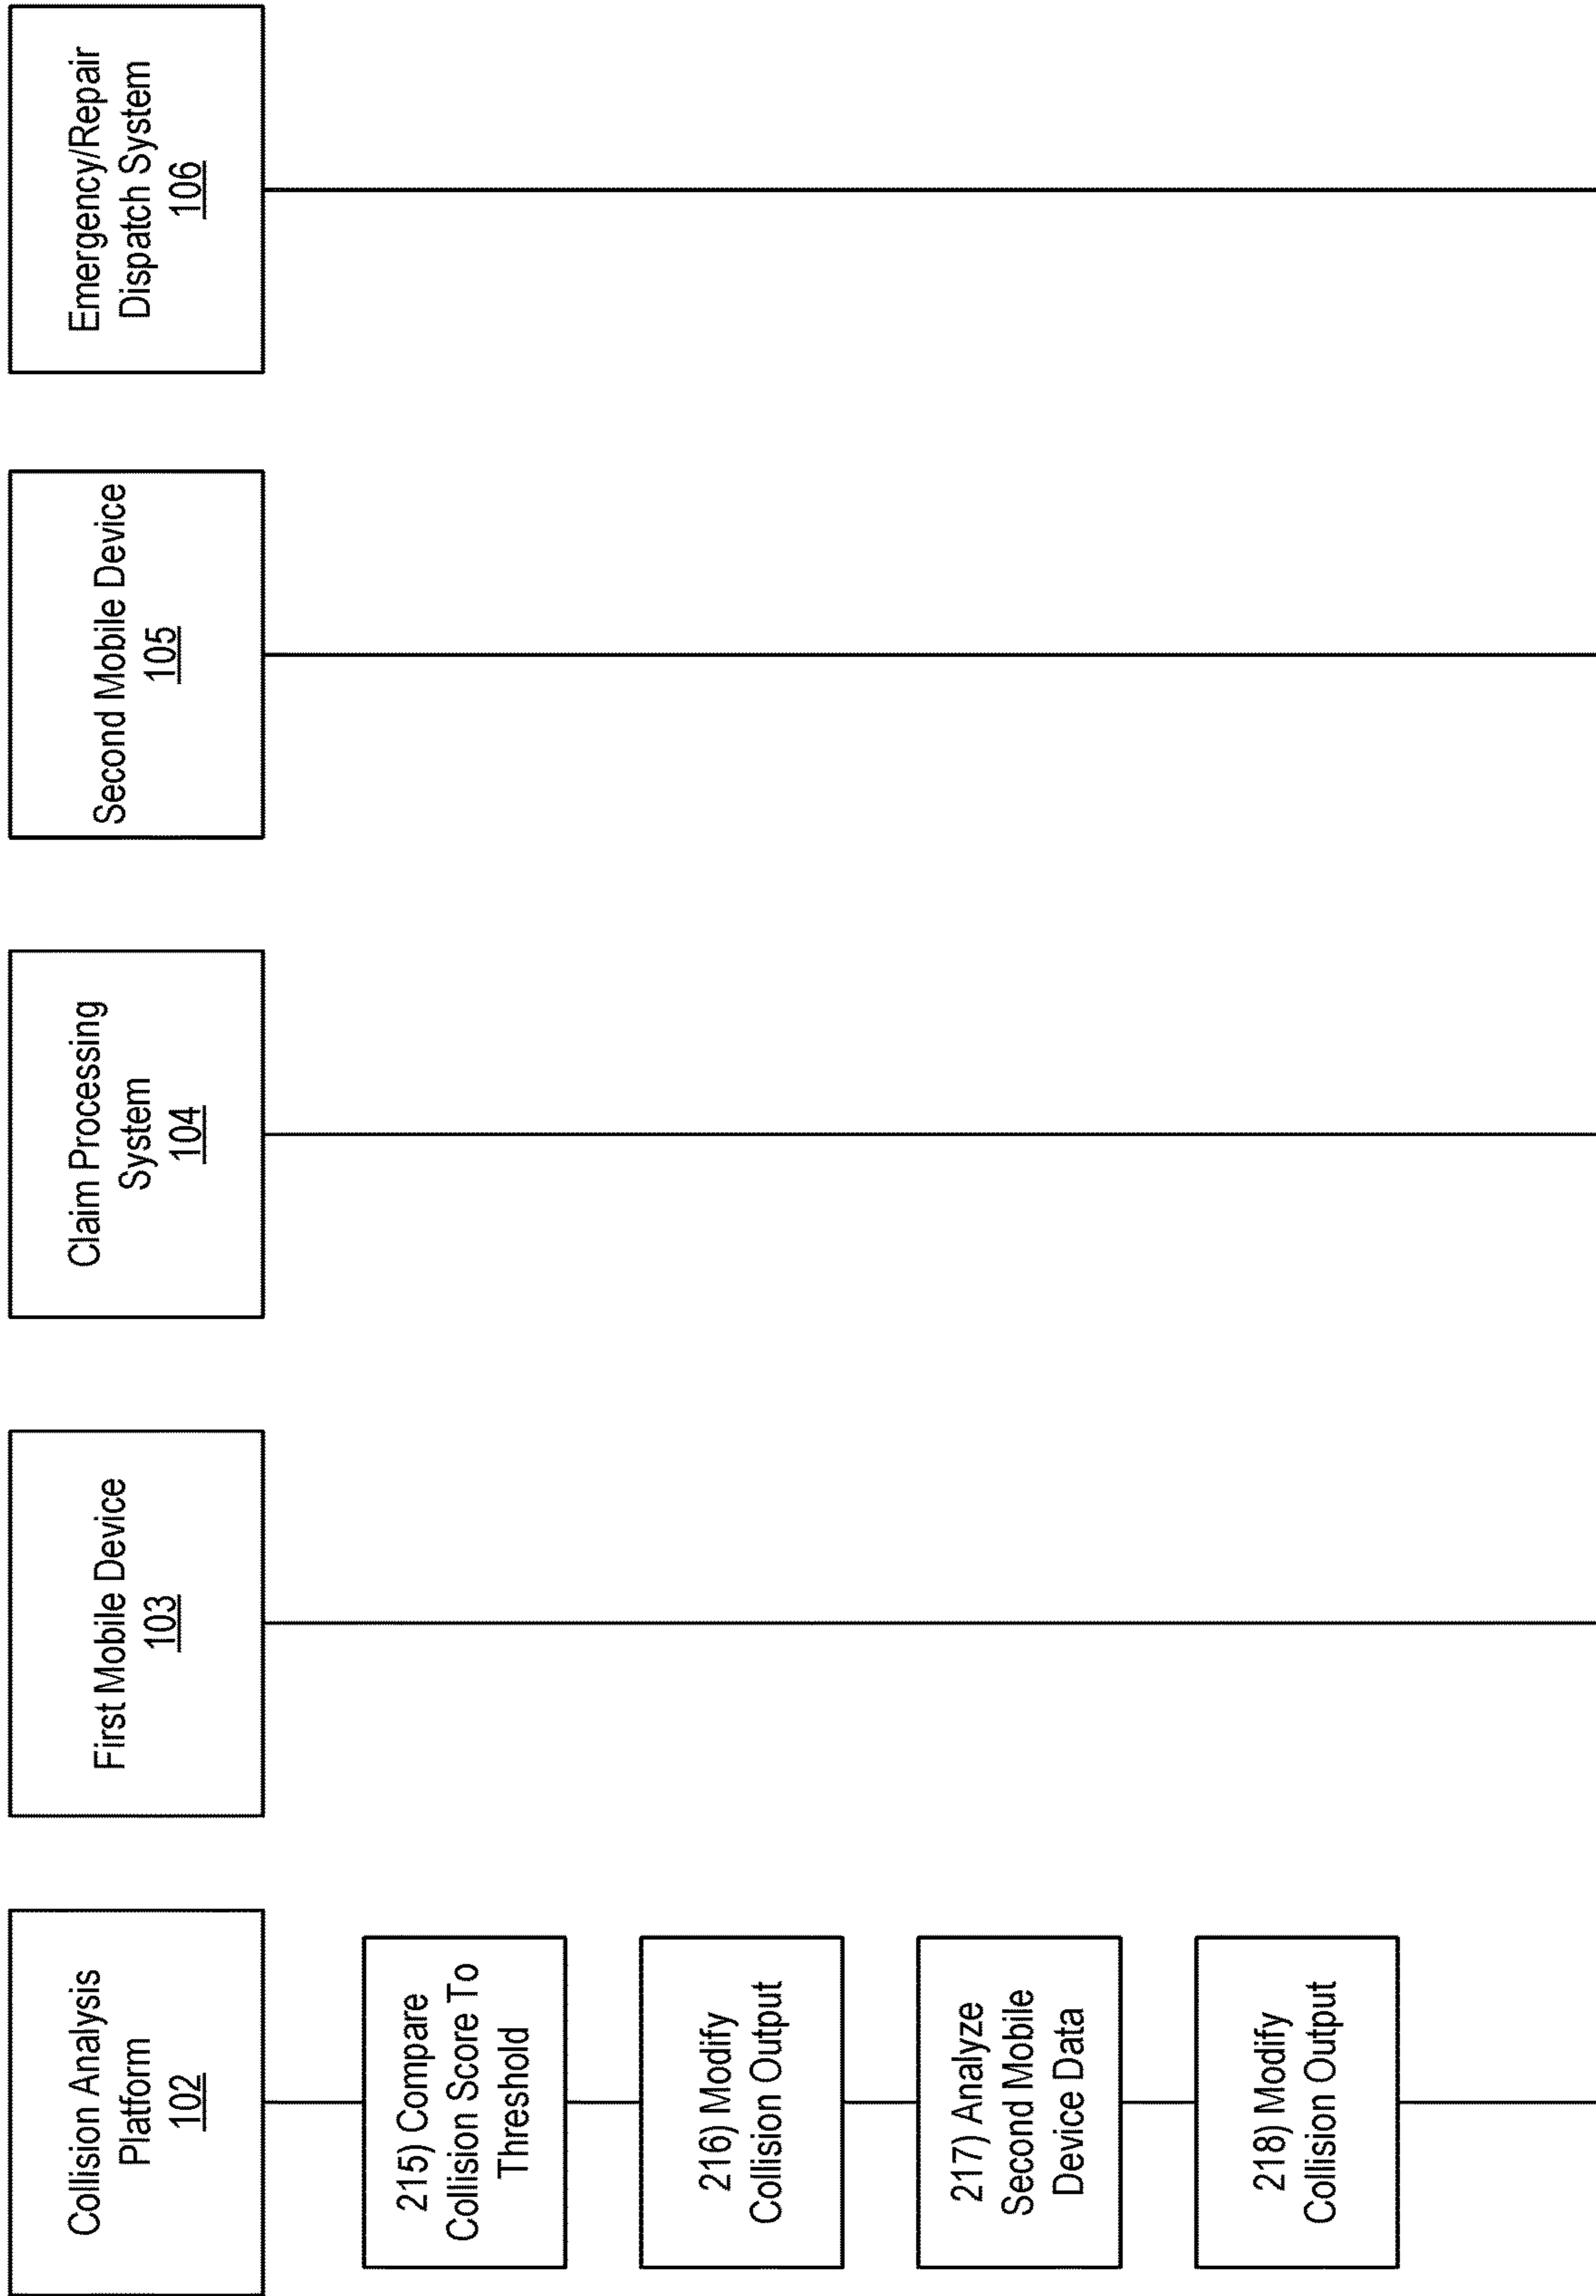 Collision Analysis
Platform
102
First Mobile Device
103
Claim Processing
System
104
Second Mobile Device
105
Emergency/Repair
Dispatch System
106
215) Compare
Collision Score To
Threshold
216) Modify
Collision Output
217) Analyze
Second Mobile
Device Data
218) Modify
Collision Output